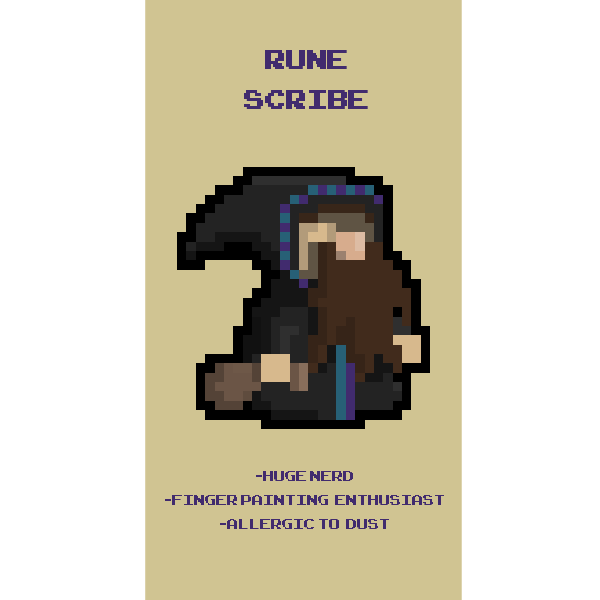 RUNE
SCRIBE
-HUGE NERD
-FINGER PAINTING ENTHUSIAST
-ALLERGIC TO DUST